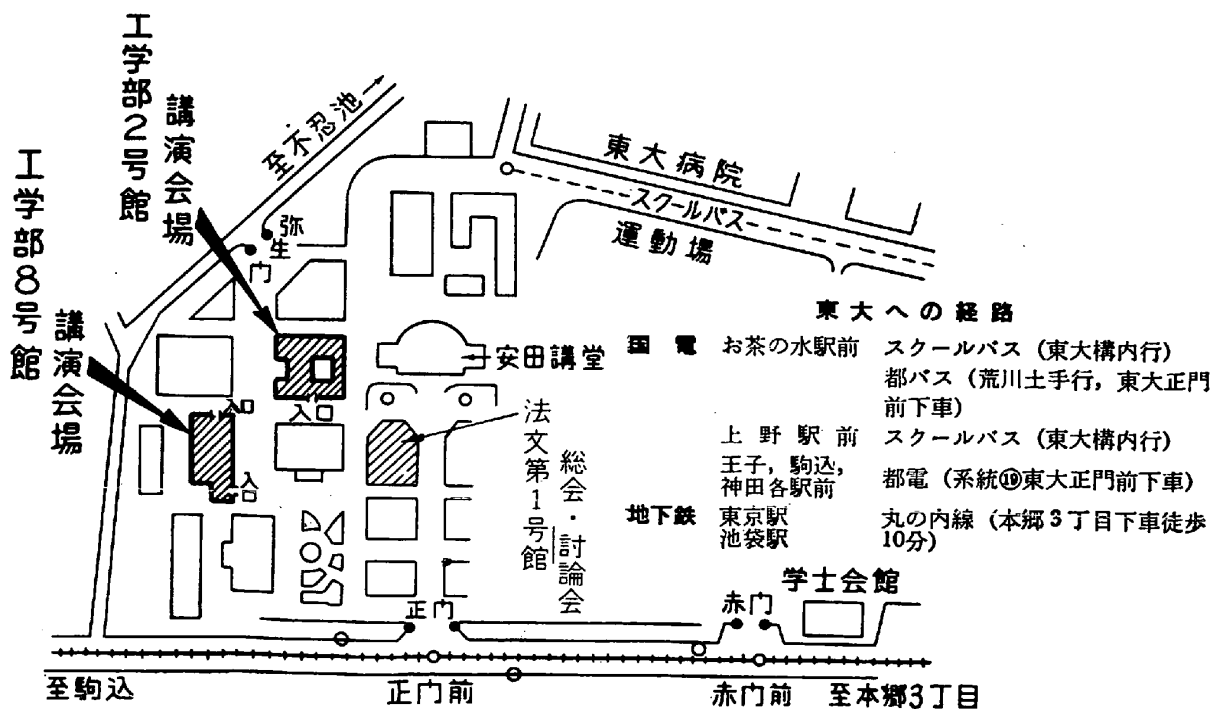 工学部2号館
講演会場
工学部8号館
講演会場
至不忍池
弥生門
東大病院
スクールバス
運動場
安田講堂
入口
入口
入口
法文第1号館
総会・討論会
東大への経路
国電 お茶の水駅前 スクールバス (東大構内行)
都バス (荒川土手行, 東大正門
前下車)
上野駅前 スクールバス (東大構内行)
王子, 駒込,
神田各駅前 都電 (系統⑲東大正門前下車)
地下鉄 東京駅
池袋駅 丸の内線 (本郷3丁目下車徒歩
10分)
学士会館
正門
赤門
至駒込
正門前
赤門前
至本郷3丁目